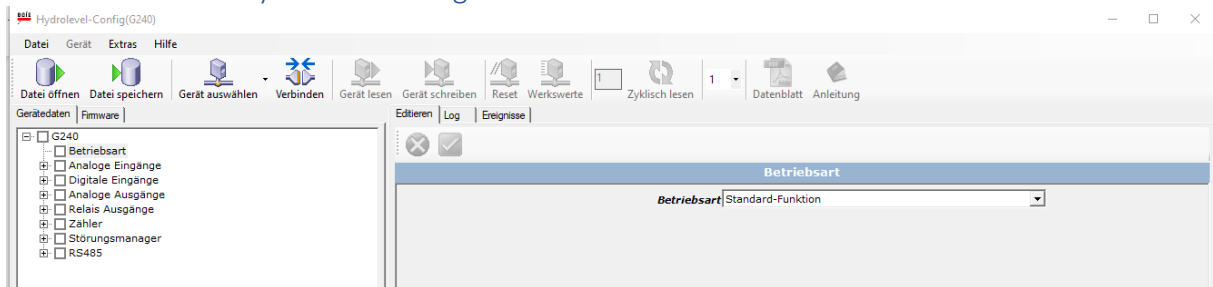 Hydrolevel-Config(G240)
Datei Gerät Extras Hilfe
Datei öffnen Datei speichern Gerät auswählen Verbinden Gerät lesen Gerät schreiben Reset Werkswerte 1 Zyklisch lesen 1 Datenblatt Anleitung
Gerätedaten Firmware Editieren Log Ereignisse
G240
Betriebsart
Analoge Eingänge
Digitale Eingänge
Analoge Ausgänge
Relais Ausgänge
Zähler
Störungsmanager
RS485
Betriebsart
Betriebsart Standard-Funktion